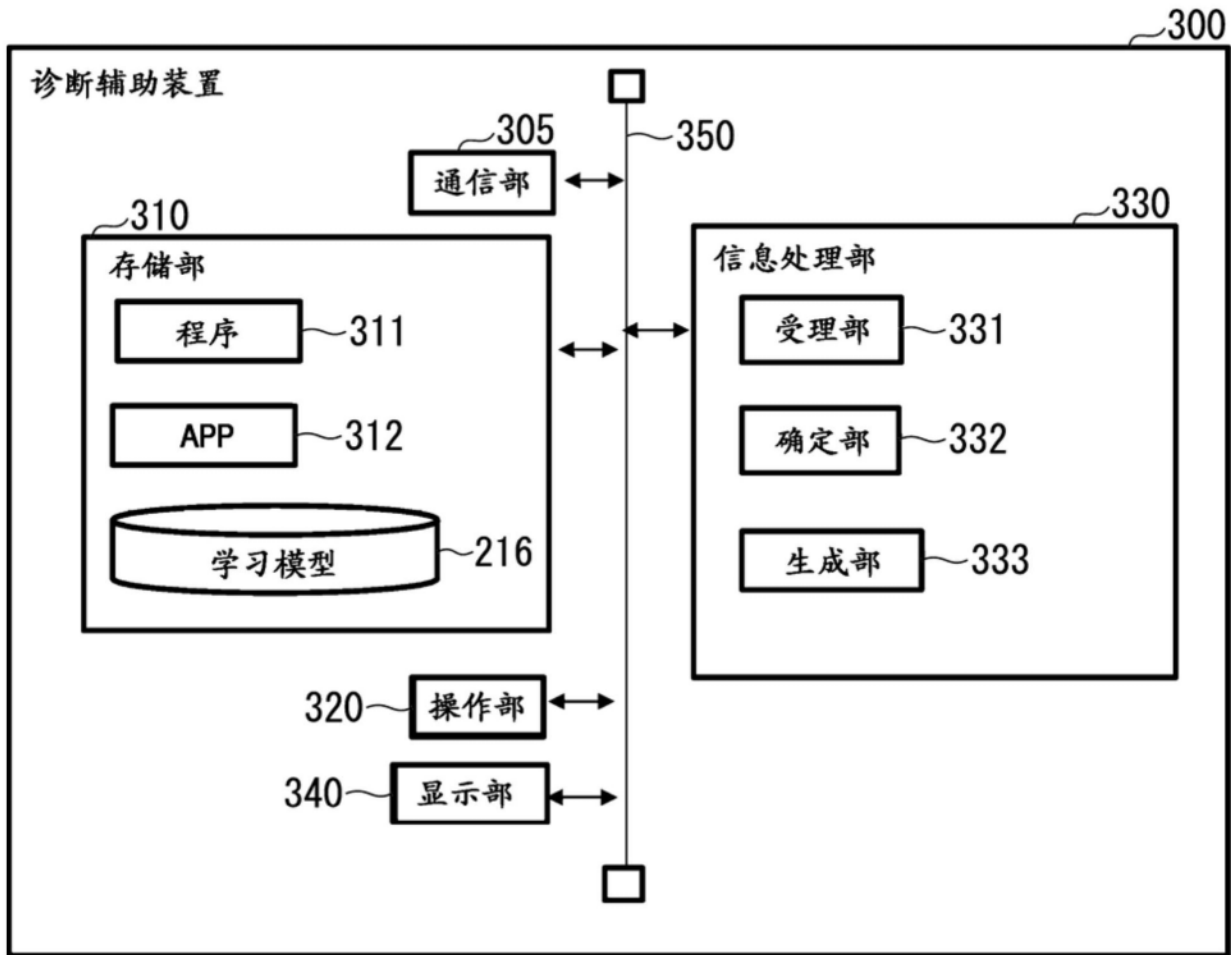 300
诊断辅助装置
350
305
通信部
310
存储部
程序
311
APP
312
学习模型
216
330
信息处理部
受理部
331
确定部
332
生成部
333
320
操作部
340
显示部